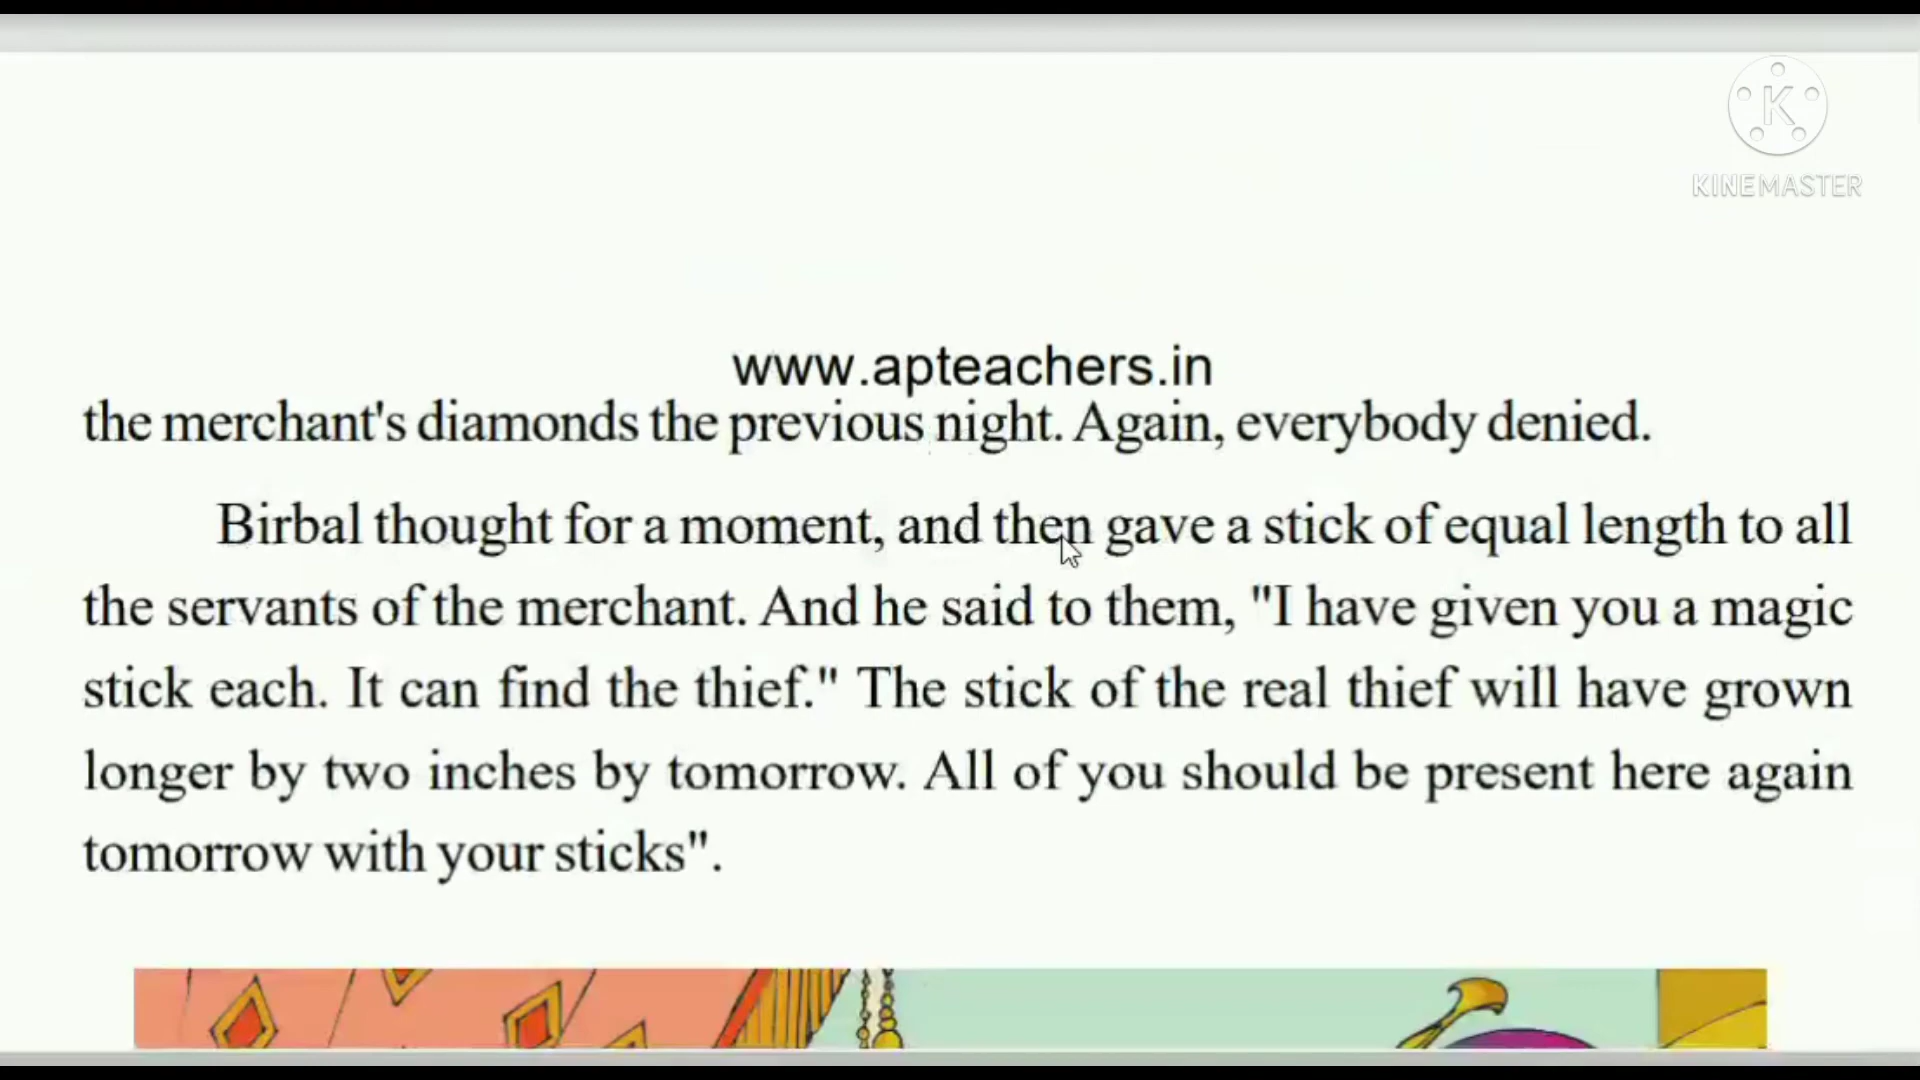 K
KINEMASTER
www.apteachers.in
the merchant's diamonds the previous night. Again, everybody denied.
Birbal thought for a moment, and then gave a stick of equal length to all
the servants of the merchant. And he said to them, "I have given you a magic
stick each. It can find the thief." The stick of the real thief will have grown
longer by two inches by tomorrow. All of you should be present here again
tomorrow with your sticks".